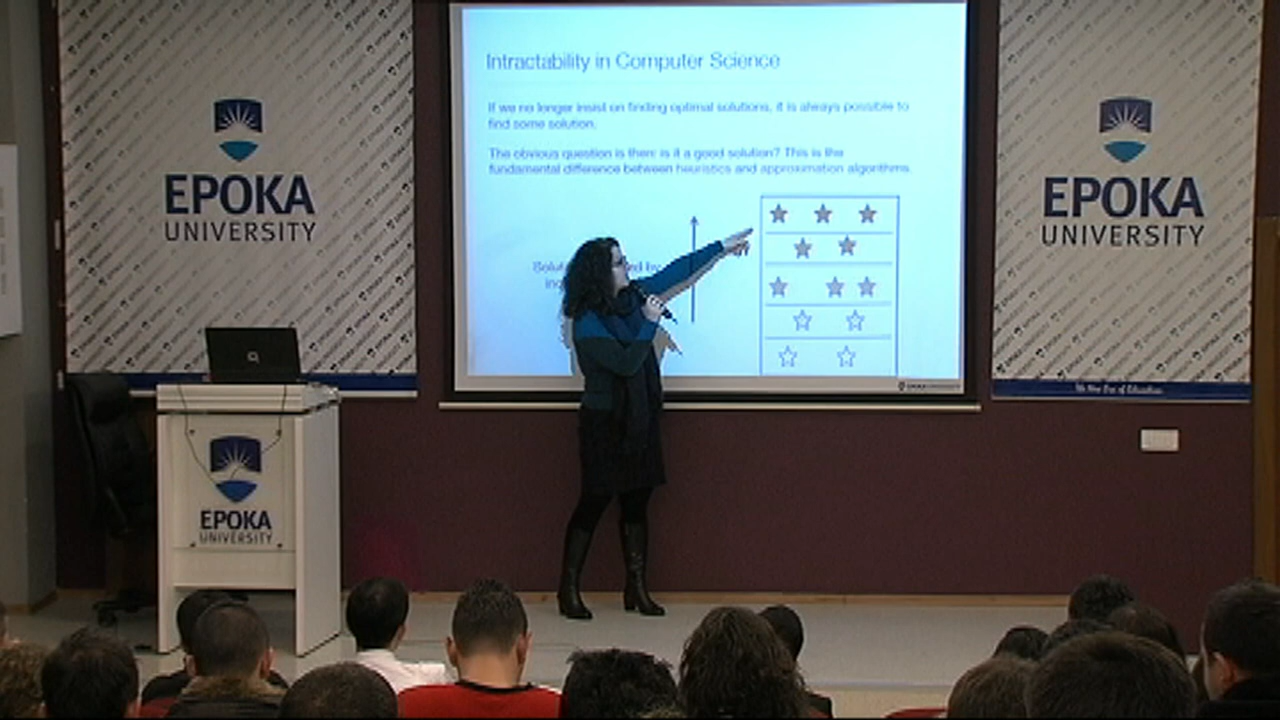 EPOKA
UNIVERSITY
Intractability in Computer Science
If we no longer insist on finding optimal solutions, it is always possible to
find some solution.
The obvious question is then: is it a good solution? This is the
fundamental difference between heuristics and approximation algorithms.
EPOKA
UNIVERSITY
EPOKA
UNIVERSITY